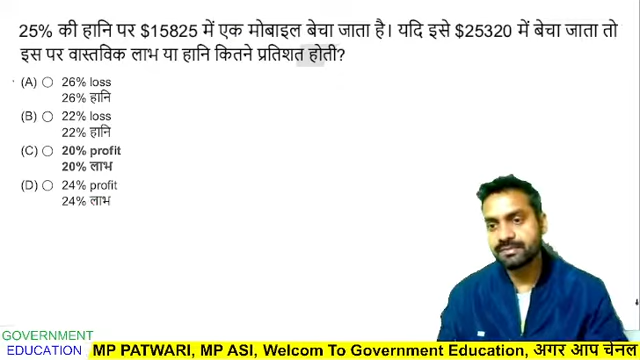 25% की हानि पर $15825 में एक मोबाइल बेचा जाता है। यदि इसे $25320 में बेचा जाता तो
इस पर वास्तविक लाभ या हानि कितने प्रतिशत होती?
(A) 26% loss
26% हानि
(B) 22% loss
22% हानि
(C) 20% profit
20% लाभ
(D) 24% profit
24% लाभ
GOVERNMENT
EDUCATION
MP PATWARI, MP ASI, Welcom To Government Education, अगर आप चेनल